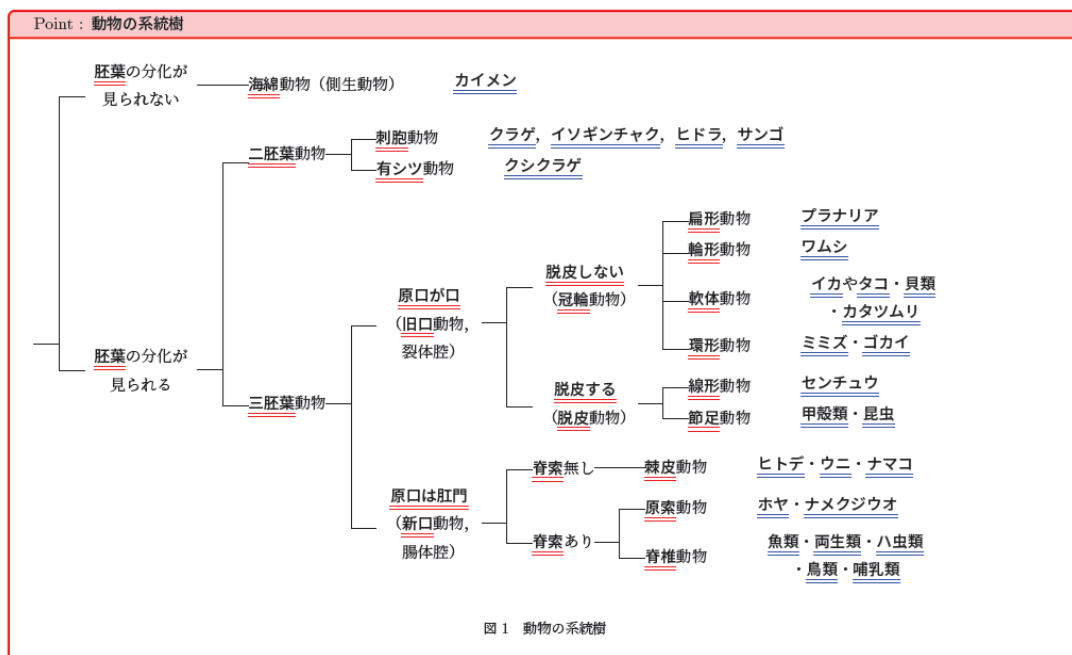 Point : 動物の系統樹
胚葉の分化が
見られない
海綿動物（側生動物）
カイメン
二胚葉動物
刺胞動物
クラゲ，イソギンチャク，ヒドラ，サンゴ
有シツ動物
クシクラゲ
胚葉の分化が
見られる
三胚葉動物
原口が口
（旧口動物，
裂体腔）
脱皮しない
（冠輪動物）
扁形動物
プラナリア
輪形動物
ワムシ
軟体動物
イカやタコ・貝類
・カタツムリ
環形動物
ミミズ・ゴカイ
脱皮する
（脱皮動物）
線形動物
センチュウ
節足動物
甲殻類・昆虫
原口は肛門
（新口動物，
腸体腔）
脊索無し
棘皮動物
ヒトデ・ウニ・ナマコ
脊索あり
原索動物
ホヤ・ナメクジウオ
脊椎動物
魚類・両生類・ハ虫類
・鳥類・哺乳類
図 1　動物の系統樹